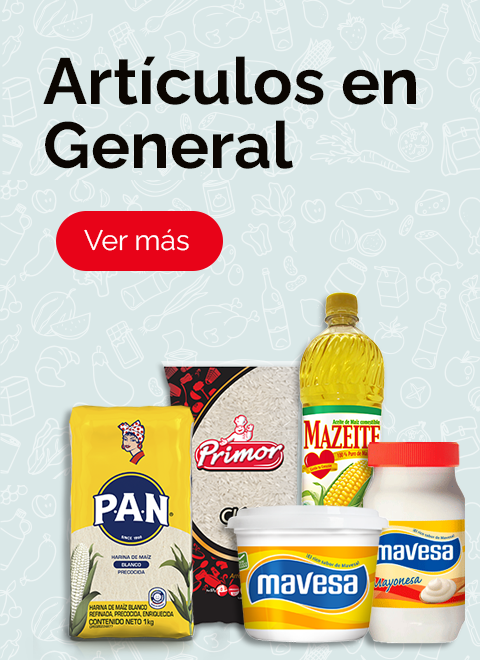 Artículos en
General
Ver más
Primor
Aceite de Maíz comestible
MAZEITE
100% Puro de Maíz
P.A.N
SINCE 1960
HARINA DE MAÍZ
BLANCO
PRECOCIDA
HARINA DE MAÍZ BLANCO
REFINADA, PRECOCIDA, ENRIQUECIDA
CONTENIDO NETO 1kg
mavesa
mavesa
Mayonesa